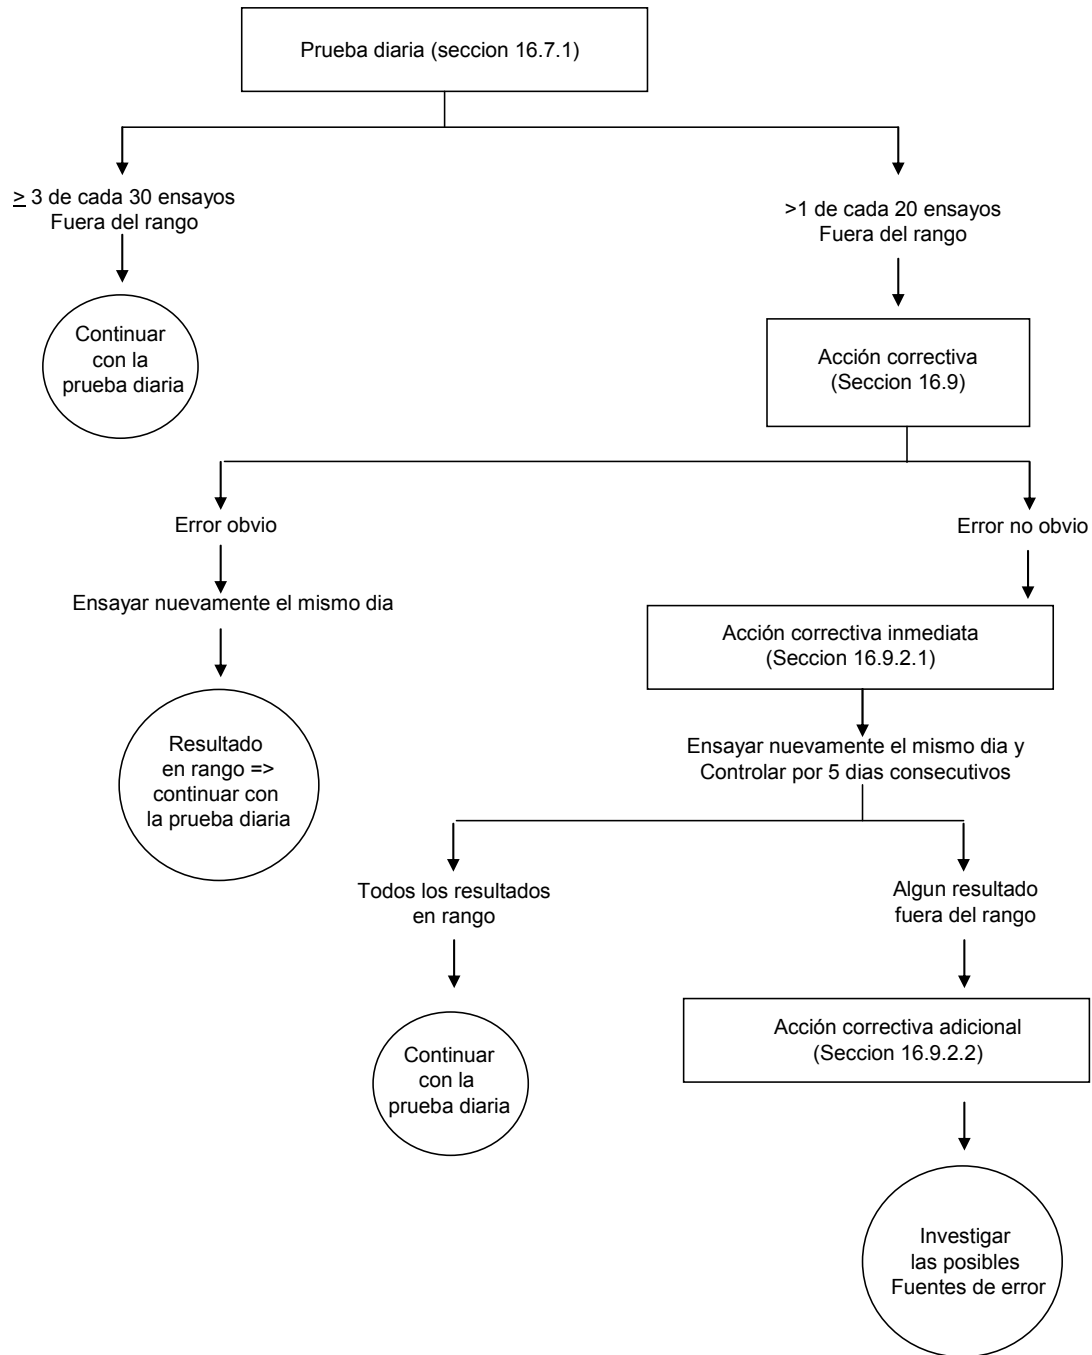 Prueba diaria (seccion 16.7.1)
≥ 3 de cada 30 ensayos
Fuera del rango
>1 de cada 20 ensayos
Fuera del rango
Continuar
con la
prueba diaria
Acción correctiva
(Seccion 16.9)
Error obvio
Error no obvio
Ensayar nuevamente el mismo dia
Acción correctiva inmediata
(Seccion 16.9.2.1)
Resultado
en rango =>
continuar con
la prueba diaria
Ensayar nuevamente el mismo dia y
Controlar por 5 dias consecutivos
Todos los resultados
en rango
Algun resultado
fuera del rango
Continuar
con la
prueba diaria
Acción correctiva adicional
(Seccion 16.9.2.2)
Investigar
las posibles
Fuentes de error